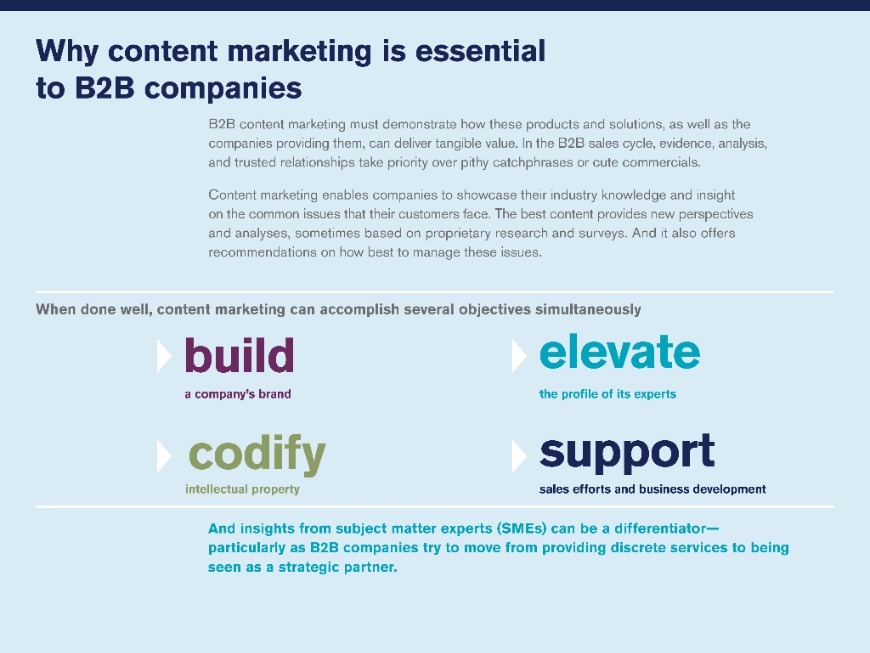 Why content marketing is essential
to B2B companies
B2B content marketing must demonstrate how these products and solutions, as well as the
companies providing them, can deliver tangible value. In the B2B sales cycle, evidence, analysis,
and trusted relationships take priority over pithy catchphrases or cute commercials.
Content marketing enables companies to showcase their industry knowledge and insight
on the common issues that their customers face. The best content provides new perspectives
and analyses, sometimes based on proprietary research and surveys. And it also offers
recommendations on how best to manage these issues.
When done well, content marketing can accomplish several objectives simultaneously
build
a company's brand
elevate
the profile of its experts
codify
intellectual property
support
sales efforts and business development
And insights from subject matter experts (SMEs) can be a differentiator—
particularly as B2B companies try to move from providing discrete services to being
seen as a strategic partner.